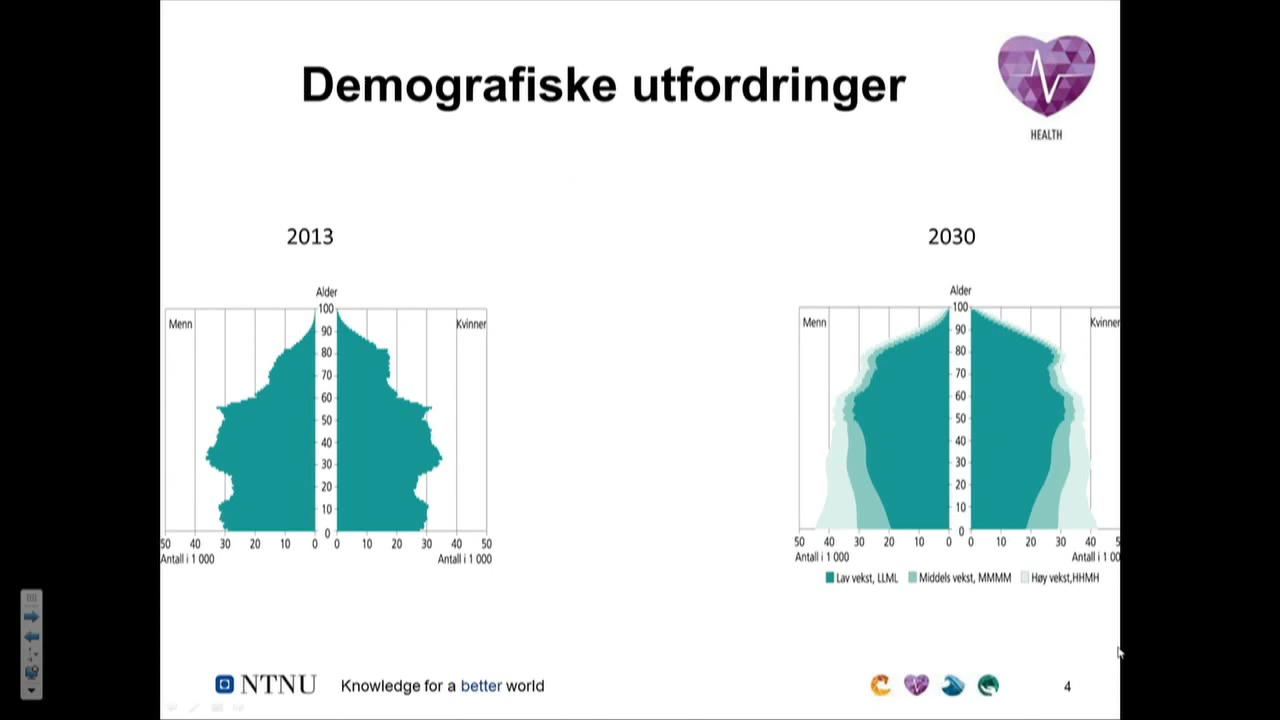 Demografiske utfordringer
HEALTH
2013
2030
Alder
Menn
Kvinner
100
90
80
70
60
50
40
30
20
10
0
50 40 30 20 10 0 0 10 20 30 40 50
Antall i 1 000 Antall i 1 000
Alder
Menn
Kvinner
100
90
80
70
60
50
40
30
20
10
0
50 40 30 20 10 0 0 10 20 30 40 5
Antall i 1 000 Antall i 1 00
Lav vekst, LLML Middels vekst, MMMM Høy vekst,HHMH
NTNU Knowledge for a better world 4